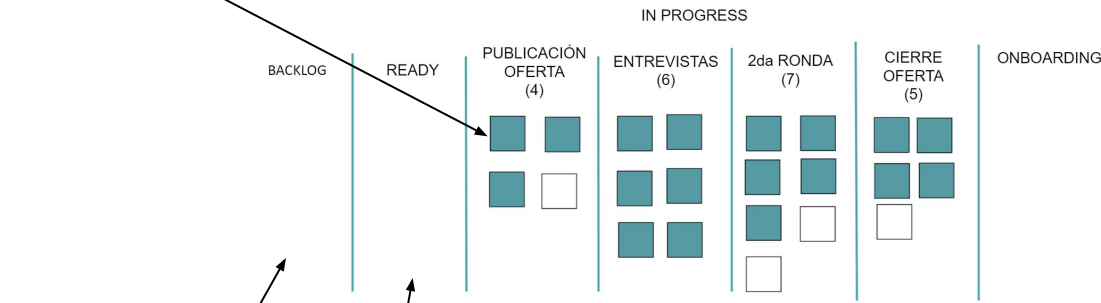 IN PROGRESS
BACKLOG
READY
PUBLICACIÓN
OFERTA
(4)
ENTREVISTAS
(6)
2da RONDA
(7)
CIERRE
OFERTA
(5)
ONBOARDING